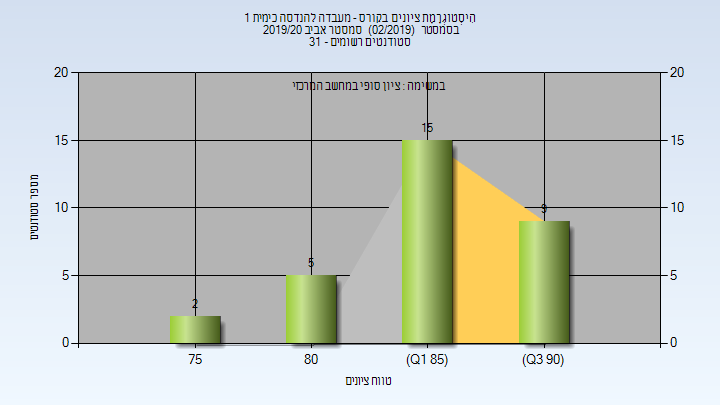 היסטוגרמת ציונים בקורס - מעבדה להנדסה כימית 1
בסמסטר (02/2019) סמסטר אביב 2019/20
סטודנטים רשומים - 31
במשימה : ציון סופי במחשב המרכזי
מספר סטודנטים
20
15
10
5
0
20
15
10
5
0
2
5
15
9
75
80
(Q1 85)
(Q3 90)
טווח ציונים